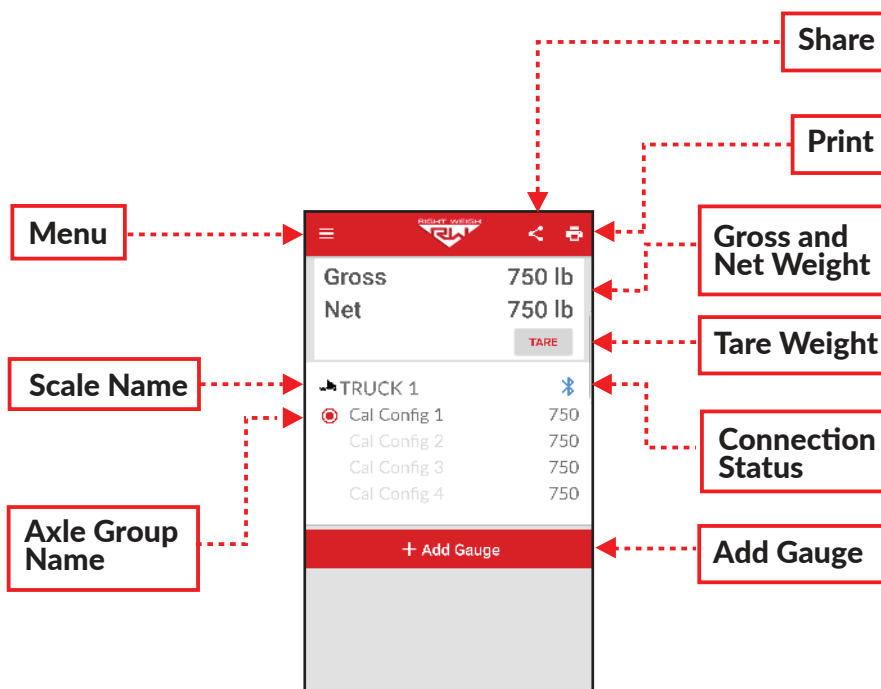 Share
Print
Menu
RIGHT WEIGH
RW
Gross and
Net Weight
Gross 750 lb
Net 750 lb
TARE
Tare Weight
Scale Name
TRUCK 1
Cal Config 1 750
Cal Config 2 750
Cal Config 3 750
Cal Config 4 750
Connection
Status
Axle Group
Name
+ Add Gauge
Add Gauge